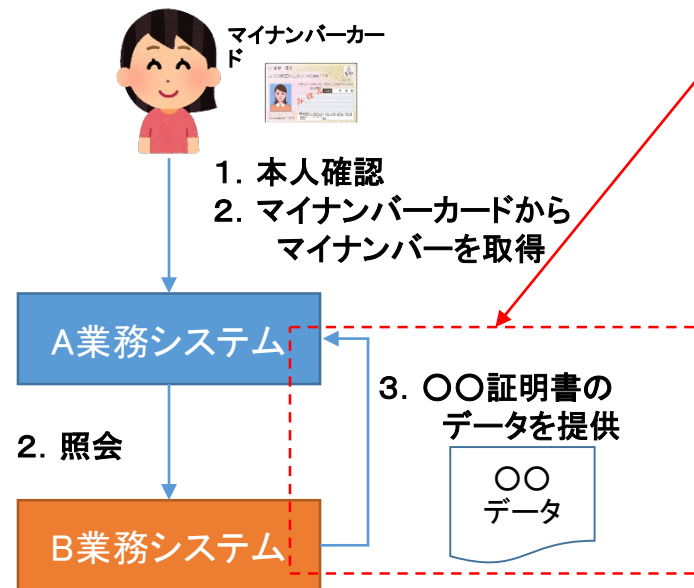 マイナンバーカー
ド
1. 本人確認
2. マイナンバーカードから
マイナンバーを取得
A業務システム
3. 〇〇証明書の
データを提供
2. 照会
〇〇
データ
B業務システム